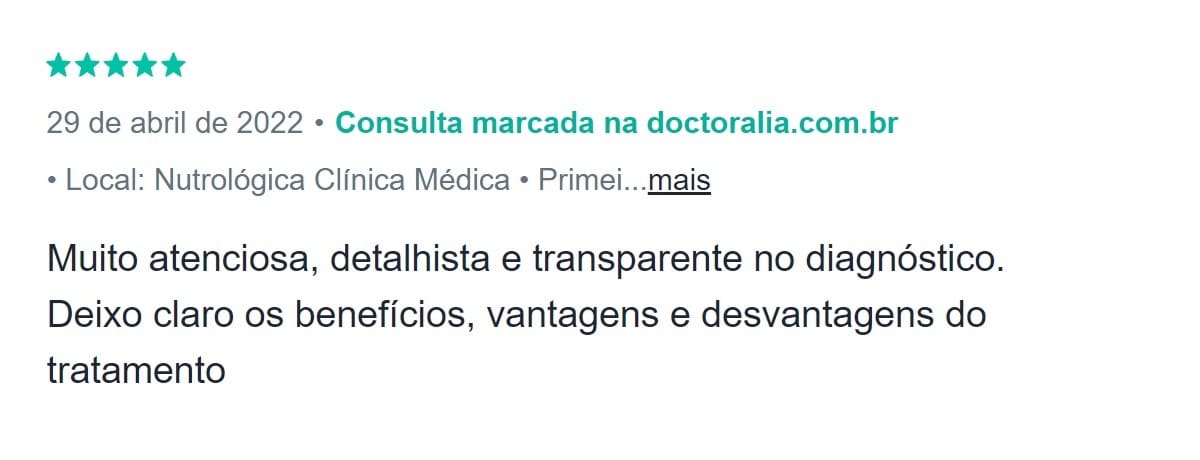 29 de abril de 2022 • Consulta marcada na doctoralia.com.br
• Local: Nutrológica Clínica Médica • Primei...mais
Muito atenciosa, detalhista e transparente no diagnóstico.
Deixo claro os benefícios, vantagens e desvantagens do
tratamento